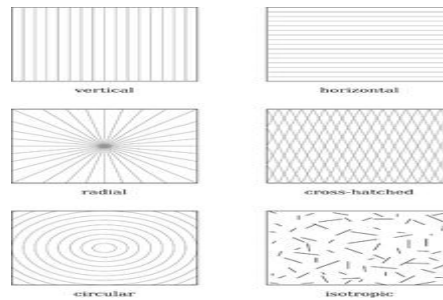 vertical
horizontal
radial
cross-hatched
circular
isotropic